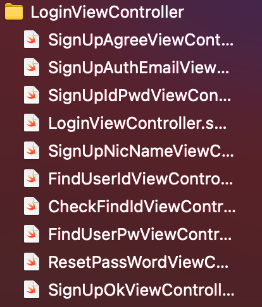 LoginViewController
SignUpAgreeViewCont...
SignUpAuthEmailView...
SignUpIdPwdViewCon...
LoginViewController.s...
SignUpNicNameViewC...
FindUserIdViewContro...
CheckFindIdViewContr...
FindUserPwViewContr...
ResetPassWordViewC...
SignUpOkViewControll...